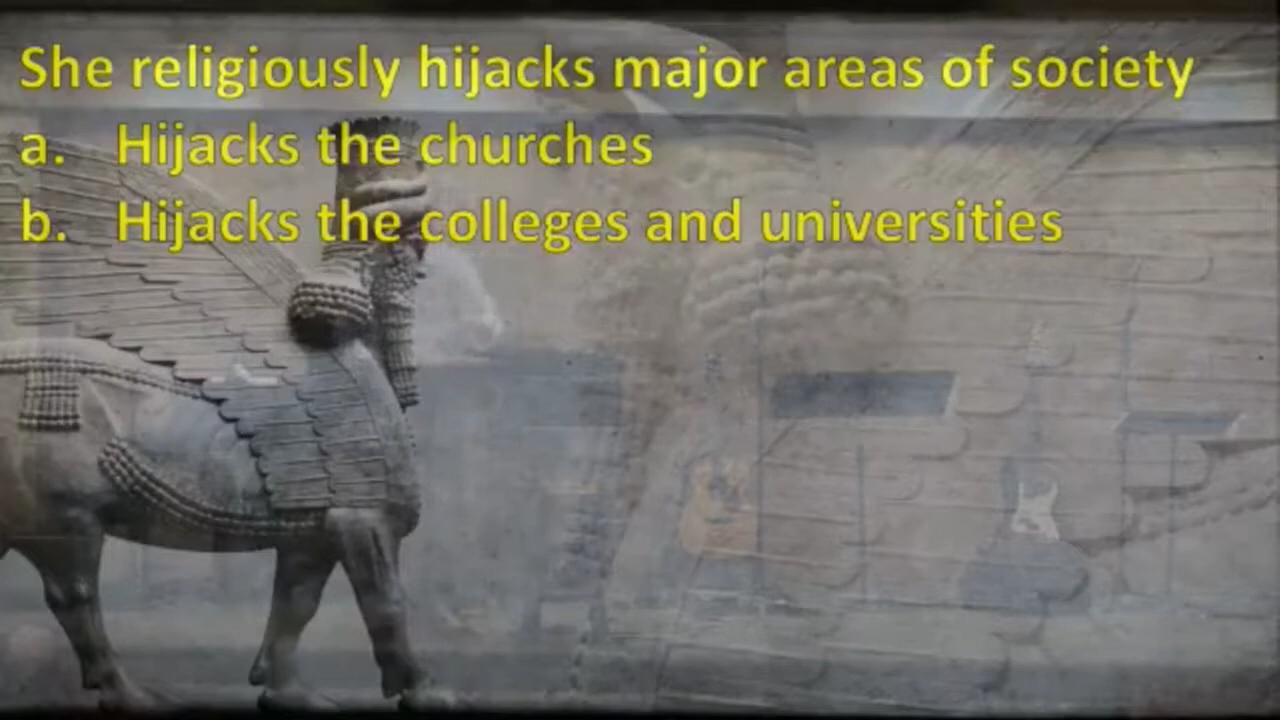 She religiously hijacks major areas of society
a. Hijacks the churches
b. Hijacks the colleges and universities